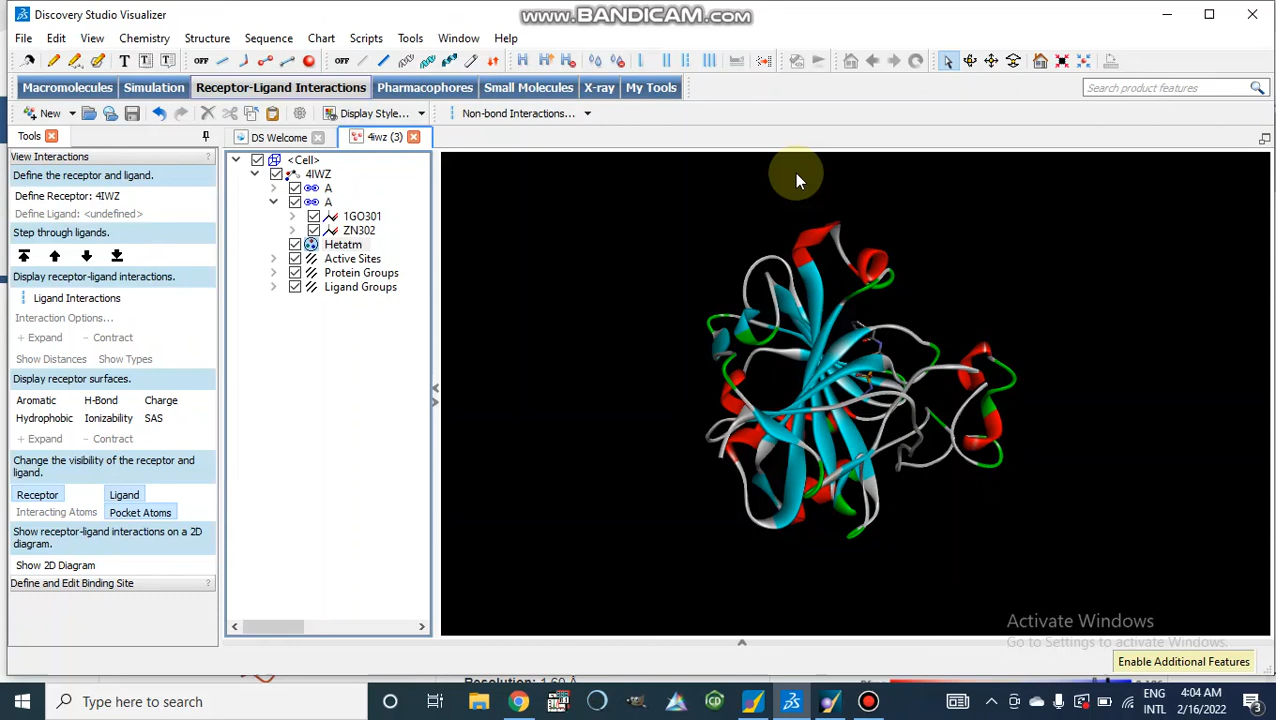 Discovery Studio Visualizer
www.BANDICAM.com
File Edit View Chemistry Structure Sequence Chart Scripts Tools Window Help
OFF OFF
Macromolecules Simulation Receptor-Ligand Interactions Pharmacophores Small Molecules X-ray My Tools Search product features
New Display Style... Non-bond Interactions...
Tools DS Welcome 4iwz (3)
View Interactions ?
Define the receptor and ligand.
Define Receptor: 4IWZ
Define Ligand: <undefined>
Step through ligands.
Display receptor-ligand interactions.
Ligand Interactions
Interaction Options...
Expand Contract
Show Distances Show Types
Display receptor surfaces.
Aromatic H-Bond Charge
Hydrophobic Ionizability SAS
Expand Contract
Change the visibility of the receptor and
ligand.
Receptor Ligand
Interacting Atoms Pocket Atoms
Show receptor-ligand interactions on a 2D
diagram.
Show 2D Diagram
Define and Edit Binding Site ?
<Cell>
4IWZ
A
A
1GO301
ZN302
Hetatm
Active Sites
Protein Groups
Ligand Groups
Activate Windows
Go to Settings to activate Windows.
Enable Additional Features
Type here to search
ENG
INTL
4:04 AM
2/16/2022
3